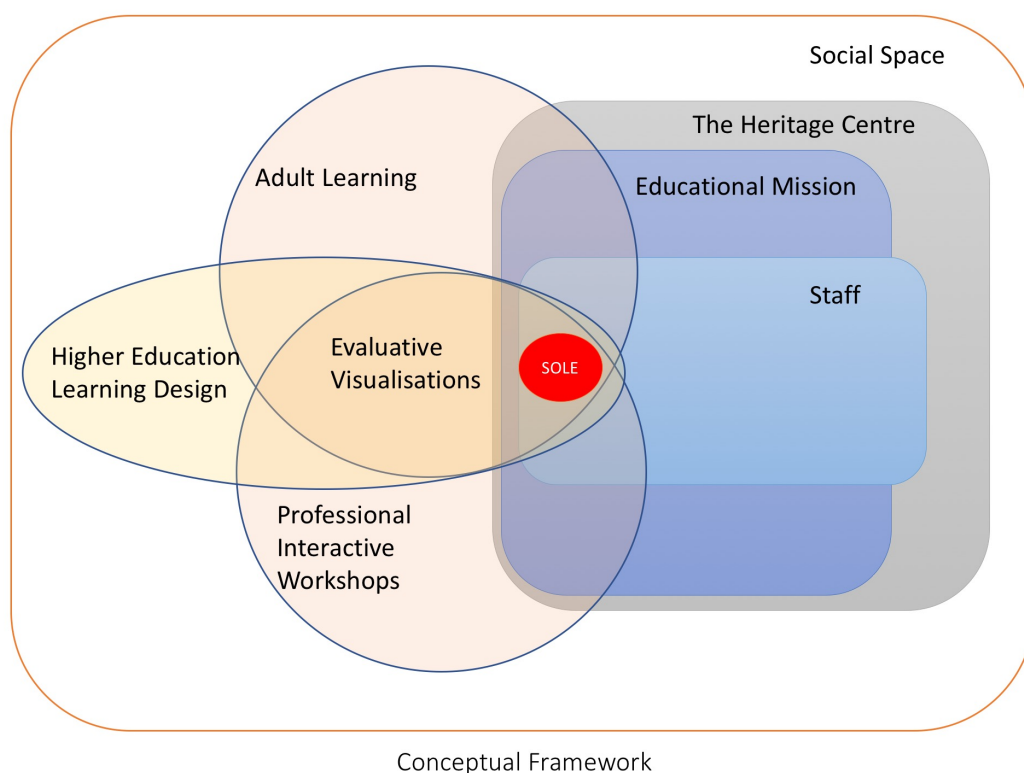 Social Space
The Heritage Centre
Adult Learning
Educational Mission
Staff
Evaluative
Visualisations
Higher Education
Learning Design
SOLE
Professional
Interactive
Workshops
Conceptual Framework